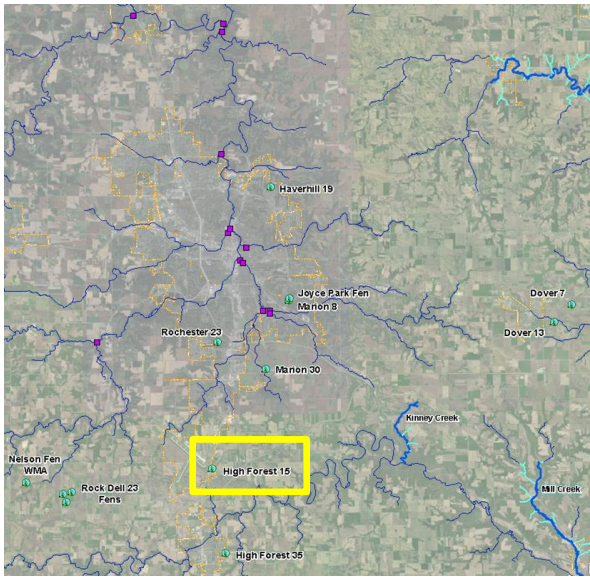 Haverhill 19
Joyce Park Fen
Marion 8
Dover 7
Dover 13
Rochester 23
Marion 30
Kinney Creek
Nelson Fen
WMA
High Forest 15
Rock Dell 23
Fens
Mill Creek
High Forest 35